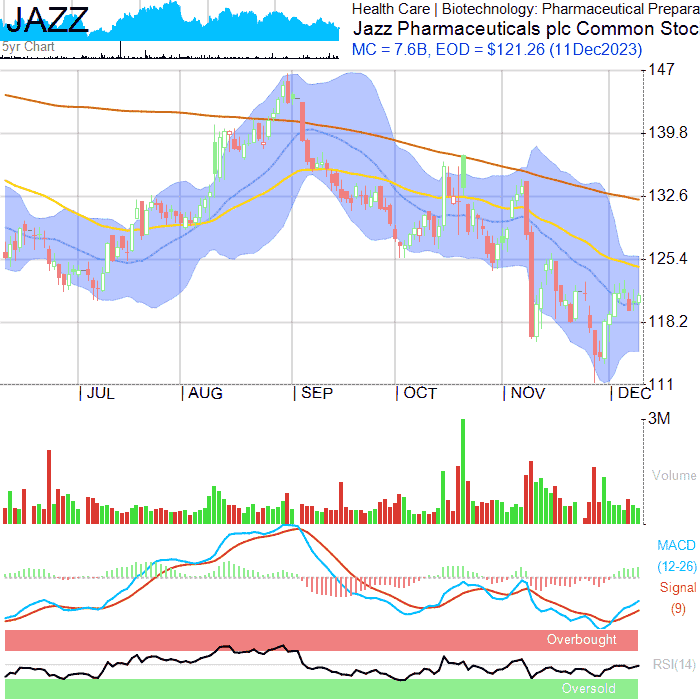 JAZZ
5yr Chart
Health Care | Biotechnology: Pharmaceutical Prepara
Jazz Pharmaceuticals plc Common Stoc
MC = 7.6B, EOD = $121.26 (11Dec2023)
147
139.8
132.6
125.4
118.2
111
JUL
AUG
SEP
OCT
NOV
DEC
3M
Volume
MACD
(12-26)
Signal
(9)
Overbought
RSI(14)
Oversold